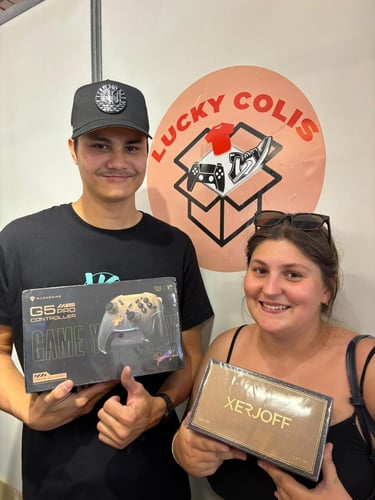 LUCKY COLIS
G5 PRO
CONTROLLER
GAME Y
XERJOFF